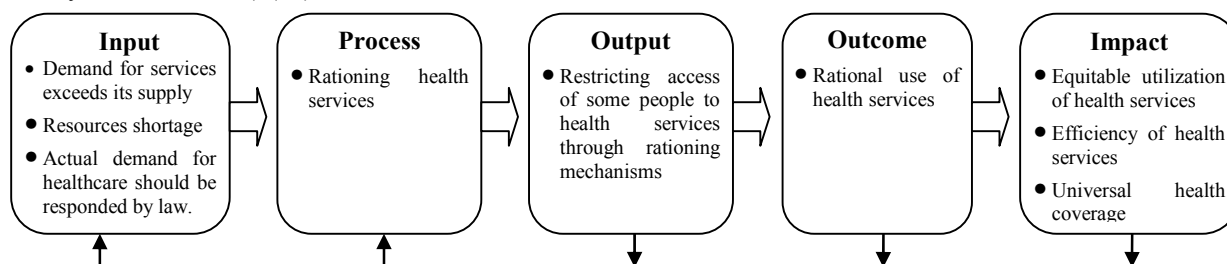 Input
● Demand for services
exceeds its supply
● Resources shortage
● Actual demand for
healthcare should be
responded by law.
Process
● Rationing health
services
Output
● Restricting access
of some people to
health services
through rationing
mechanisms
Outcome
● Rational use of
health services
Impact
● Equitable utilization
of health services
● Efficiency of health
services
● Universal health
coverage